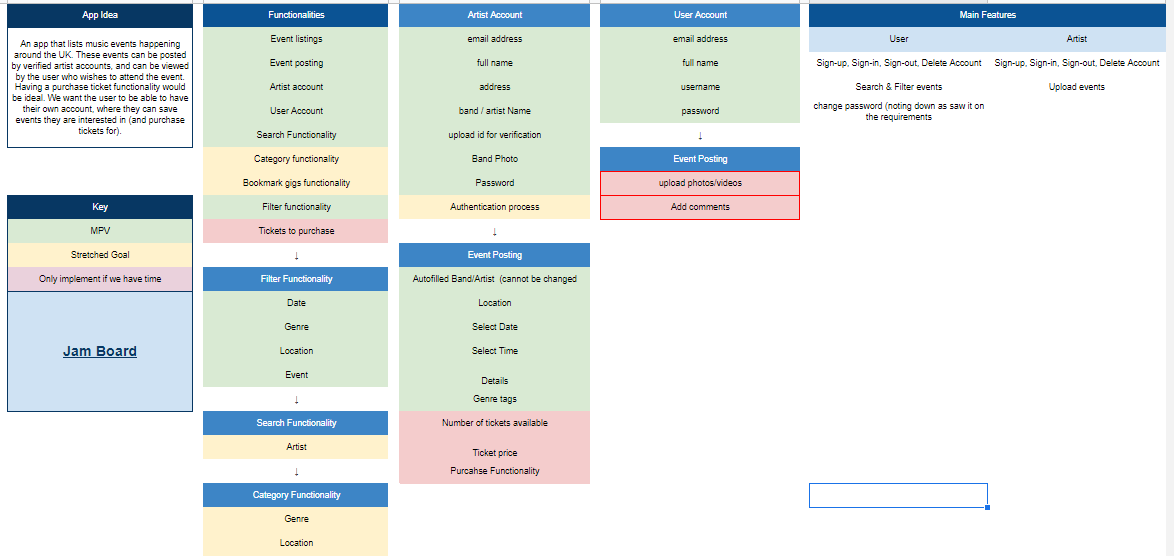 App Idea
An app that lists music events happening
around the UK. These events can be posted
by verified artist accounts, and can be viewed
by the user who wishes to attend the event.
Having a purchase ticket functionality would
be ideal. We want the user to be able to have
their own account, where they can save
events they are interested in (and purchase
tickets for).
Key
MPV
Stretched Goal
Only implement if we have time
Jam Board
Functionalities
Event listings
Event posting
Artist account
User Account
Search Functionality
Category functionality
Bookmark gigs functionality
Filter functionality
Tickets to purchase
↓
Filter Functionality
Date
Genre
Location
Event
↓
Search Functionality
Artist
↓
Category Functionality
Genre
Location
Artist Account
email address
full name
address
band / artist Name
upload id for verification
Band Photo
Password
Authentication process
↓
Event Posting
Autofilled Band/Artist (cannot be changed
Location
Select Date
Select Time
Details
Genre tags
Number of tickets available
Ticket price
Purcahse Functionality
User Account
email address
full name
username
password
↓
Event Posting
upload photos/videos
Add comments
Main Features
User
Sign-up, Sign-in, Sign-out, Delete Account
Search & Filter events
change password (noting down as saw it on
the requirements
Artist
Sign-up, Sign-in, Sign-out, Delete Account
Upload events